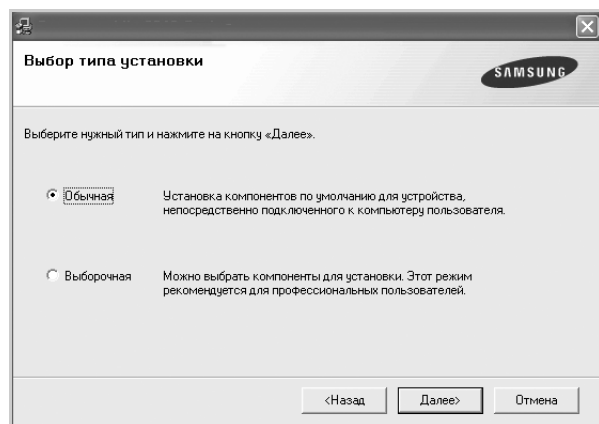 Выбор типа установки
SAMSUNG
Выберите нужный тип и нажмите на кнопку «Далее».
Обычная
Установка компонентов по умолчанию для устройства,
непосредственно подключенного к компьютеру пользователя.
Выборочная
Можно выбрать компоненты для установки. Этот режим
рекомендуется для профессиональных пользователей.
<Назад
Далее>
Отмена